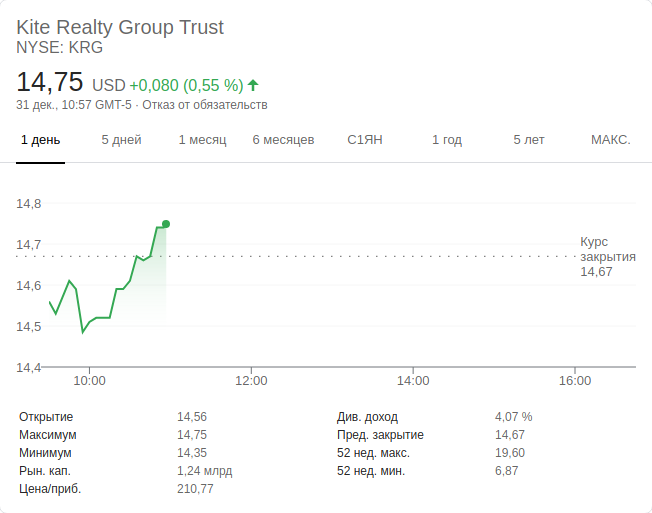 Kite Realty Group Trust
NYSE: KRG
14,75 USD +0,080 (0,55 %)
31 дек., 10:57 GMT-5 · Отказ от обязательств
1 день 5 дней 1 месяц 6 месяцев С1ЯН 1 год 5 лет МАКС.
14,8
14,7
14,6
14,5
14,4
Курс
закрытия
14,67
10:00 12:00 14:00 16:00
Открытие 14,56 Див. доход 4,07 %
Максимум 14,75 Пред. закрытие 14,67
Минимум 14,35 52 нед. макс. 19,60
Рын. кап. 1,24 млрд 52 нед. мин. 6,87
Цена/приб. 210,77